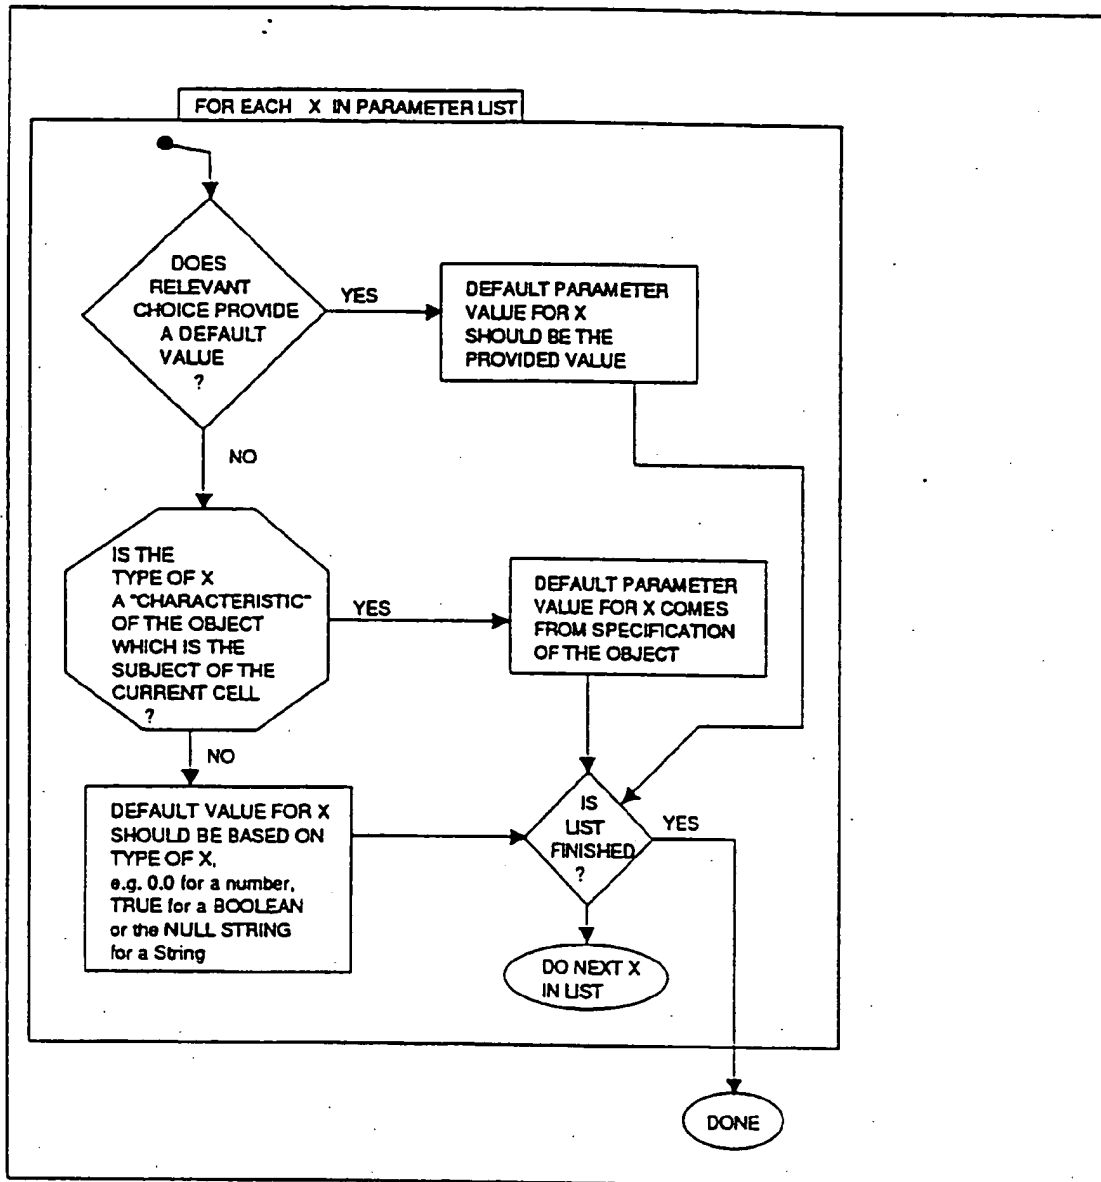 FOR EACH X IN PARAMETER LIST
DOES
RELEVANT
CHOICE PROVIDE
A DEFAULT
VALUE
?
YES
DEFAULT PARAMETER
VALUE FOR X
SHOULD BE THE
PROVIDED VALUE
NO
IS THE
TYPE OF X
A "CHARACTERISTIC"
OF THE OBJECT
WHICH IS THE
SUBJECT OF THE
CURRENT CELL
?
YES
DEFAULT PARAMETER
VALUE FOR X COMES
FROM SPECIFICATION
OF THE OBJECT
NO
DEFAULT VALUE FOR X
SHOULD BE BASED ON
TYPE OF X,
e.g. 0.0 for a number,
TRUE for a BOOLEAN
or the NULL STRING
for a String
IS
LIST
FINISHED
?
YES
DO NEXT X
IN LIST
DONE